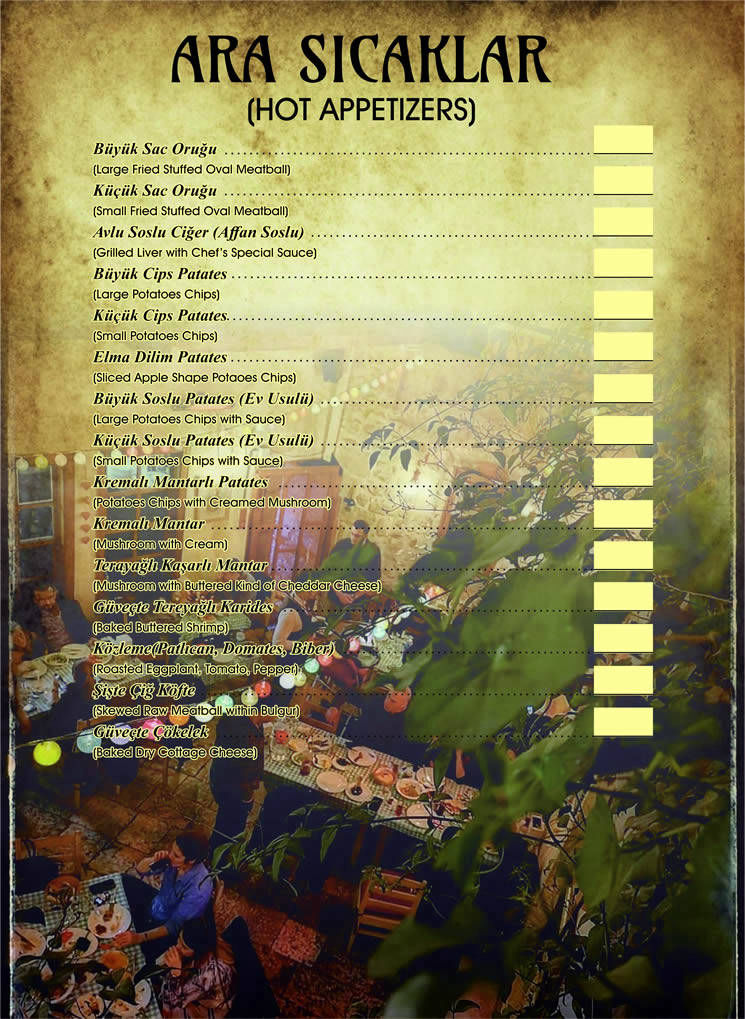 ARA SICAKLAR
(HOT APPETIZERS)
Büyük Sac Oruğu
(Large Fried Stuffed Oval Meatball)
Küçük Sac Oruğu
(Small Fried Stuffed Oval Meatball)
Avlu Soslu Ciğer (Affan Soslu)
(Grilled Liver with Chef's Special Sauce)
Büyük Cips Patates
(Large Potatoes Chips)
Küçük Cips Patates
(Small Potatoes Chips)
Elma Dilim Patates
(Sliced Apple Shape Potaoes Chips)
Büyük Soslu Patates (Ev Usulü)
(Large Potatoes Chips with Sauce)
Küçük Soslu Patates (Ev Usulü)
(Small Potatoes Chips with Sauce)
Kremalı Mantarlı Patates
(Potatoes Chips with Creamed Mushroom)
Kremalı Mantar
(Mushroom with Cream)
Terayağlı Kaşarlı Mantar
(Mushroom with Buttered Kind of Cheddar Cheese)
Güveçte Tereyağlı Karides
(Baked Buttered Shrimp)
Közleme(Patlıcan, Domates, Biber)
(Roasted Eggplant, Tomato, Pepper)
Şişte Çiğ Köfte
(Skewed Raw Meatball within Bulgur)
Güveçte Çökelek
(Baked Dry Cottage Cheese)